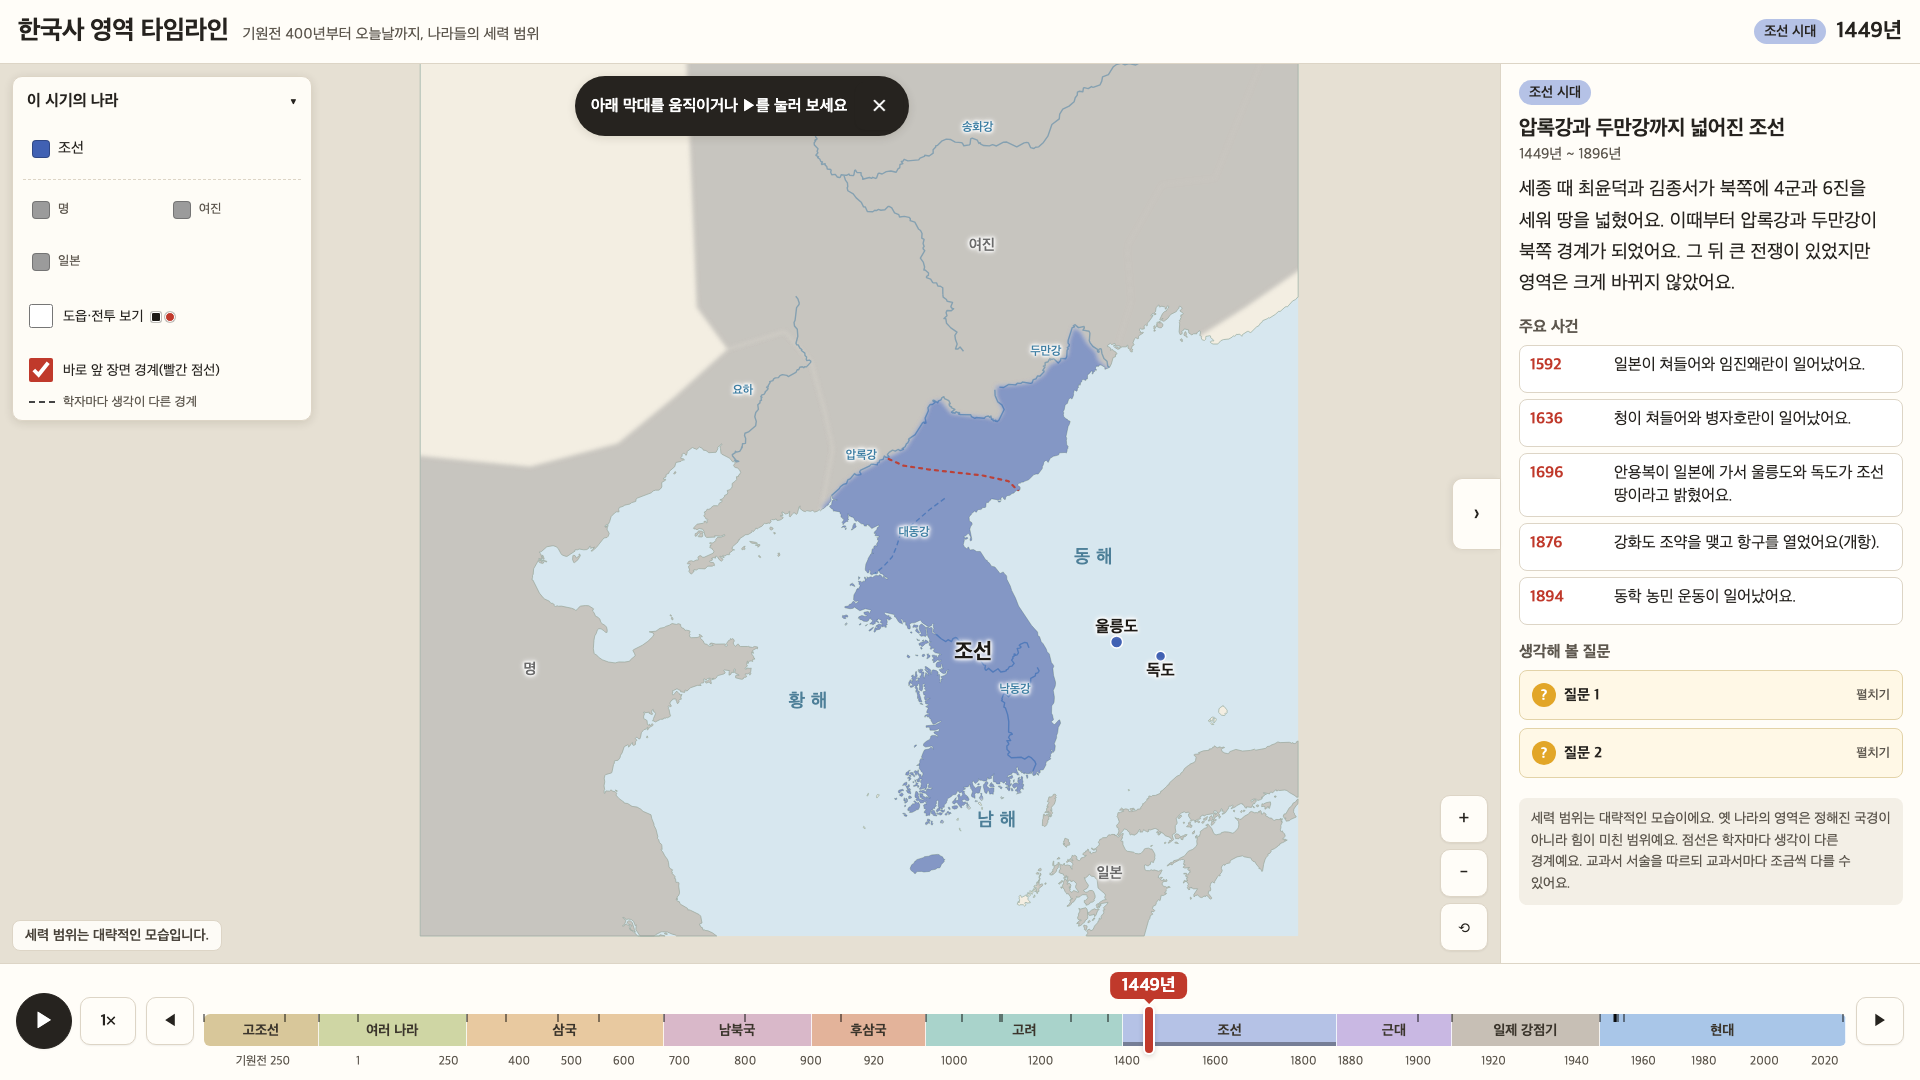 한국사 영역 타임라인
기원전 400년부터 오늘날까지, 나라들의 세력 범위
조선 시대
1449년
이 시기의 나라
▼
조선
명
여진
일본
도읍·전투 보기
바로 앞 장면 경계(빨간 점선)
학자마다 생각이 다른 경계
아래 막대를 움직이거나 ▶를 눌러 보세요
✕
송화강
여진
두만강
요하
압록강
대동강
동 해
울릉도
독도
조선
명
낙동강
황 해
남 해
일본
세력 범위는 대략적인 모습입니다.
›
+
−
⟲
조선 시대
압록강과 두만강까지 넓어진 조선
1449년 ~ 1896년
세종 때 최윤덕과 김종서가 북쪽에 4군과 6진을
세워 땅을 넓혔어요. 이때부터 압록강과 두만강이
북쪽 경계가 되었어요. 그 뒤 큰 전쟁이 있었지만
영역은 크게 바뀌지 않았어요.
주요 사건
1592 일본이 쳐들어와 임진왜란이 일어났어요.
1636 청이 쳐들어와 병자호란이 일어났어요.
1696 안용복이 일본에 가서 울릉도와 독도가 조선
땅이라고 밝혔어요.
1876 강화도 조약을 맺고 항구를 열었어요(개항).
1894 동학 농민 운동이 일어났어요.
생각해 볼 질문
? 질문 1 펼치기
? 질문 2 펼치기
세력 범위는 대략적인 모습이에요. 옛 나라의 영역은 정해진 국경이
아니라 힘이 미친 범위예요. 점선은 학자마다 생각이 다른
경계예요. 교과서 서술을 따르되 교과서마다 조금씩 다를 수
있어요.
1449년
▶ 1× ◀
고조선 여러 나라 삼국 남북국 후삼국 고려 조선 근대 일제 강점기 현대
▶
기원전 250 1 250 400 500 600 700 800 900 920 1000 1200 1400 1600 1800 1880 1900 1920 1940 1960 1980 2000 2020